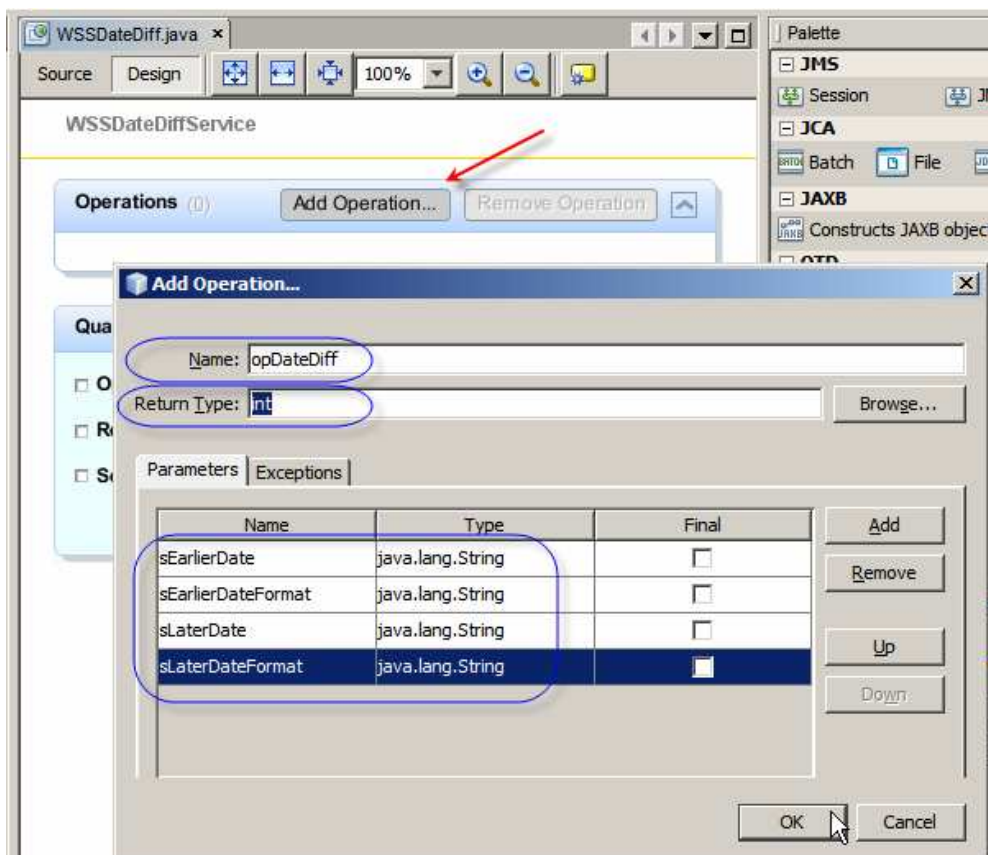 WSSDateDiff.java
Palette
Source Design 100%
JMS
Session
JCA
Batch File
JAXB
Constructs JAXB objec
OTD
WSSDateDiffService
Operations (0) Add Operation... Remove Operation
Add Operation...
Qua
Name: opDateDiff
Return Type: int Browse...
Parameters Exceptions
Name Type Final
sEarlierDate java.lang.String
sEarlierDateFormat java.lang.String
sLaterDate java.lang.String
sLaterDateFormat java.lang.String
Add
Remove
Up
Down
OK Cancel